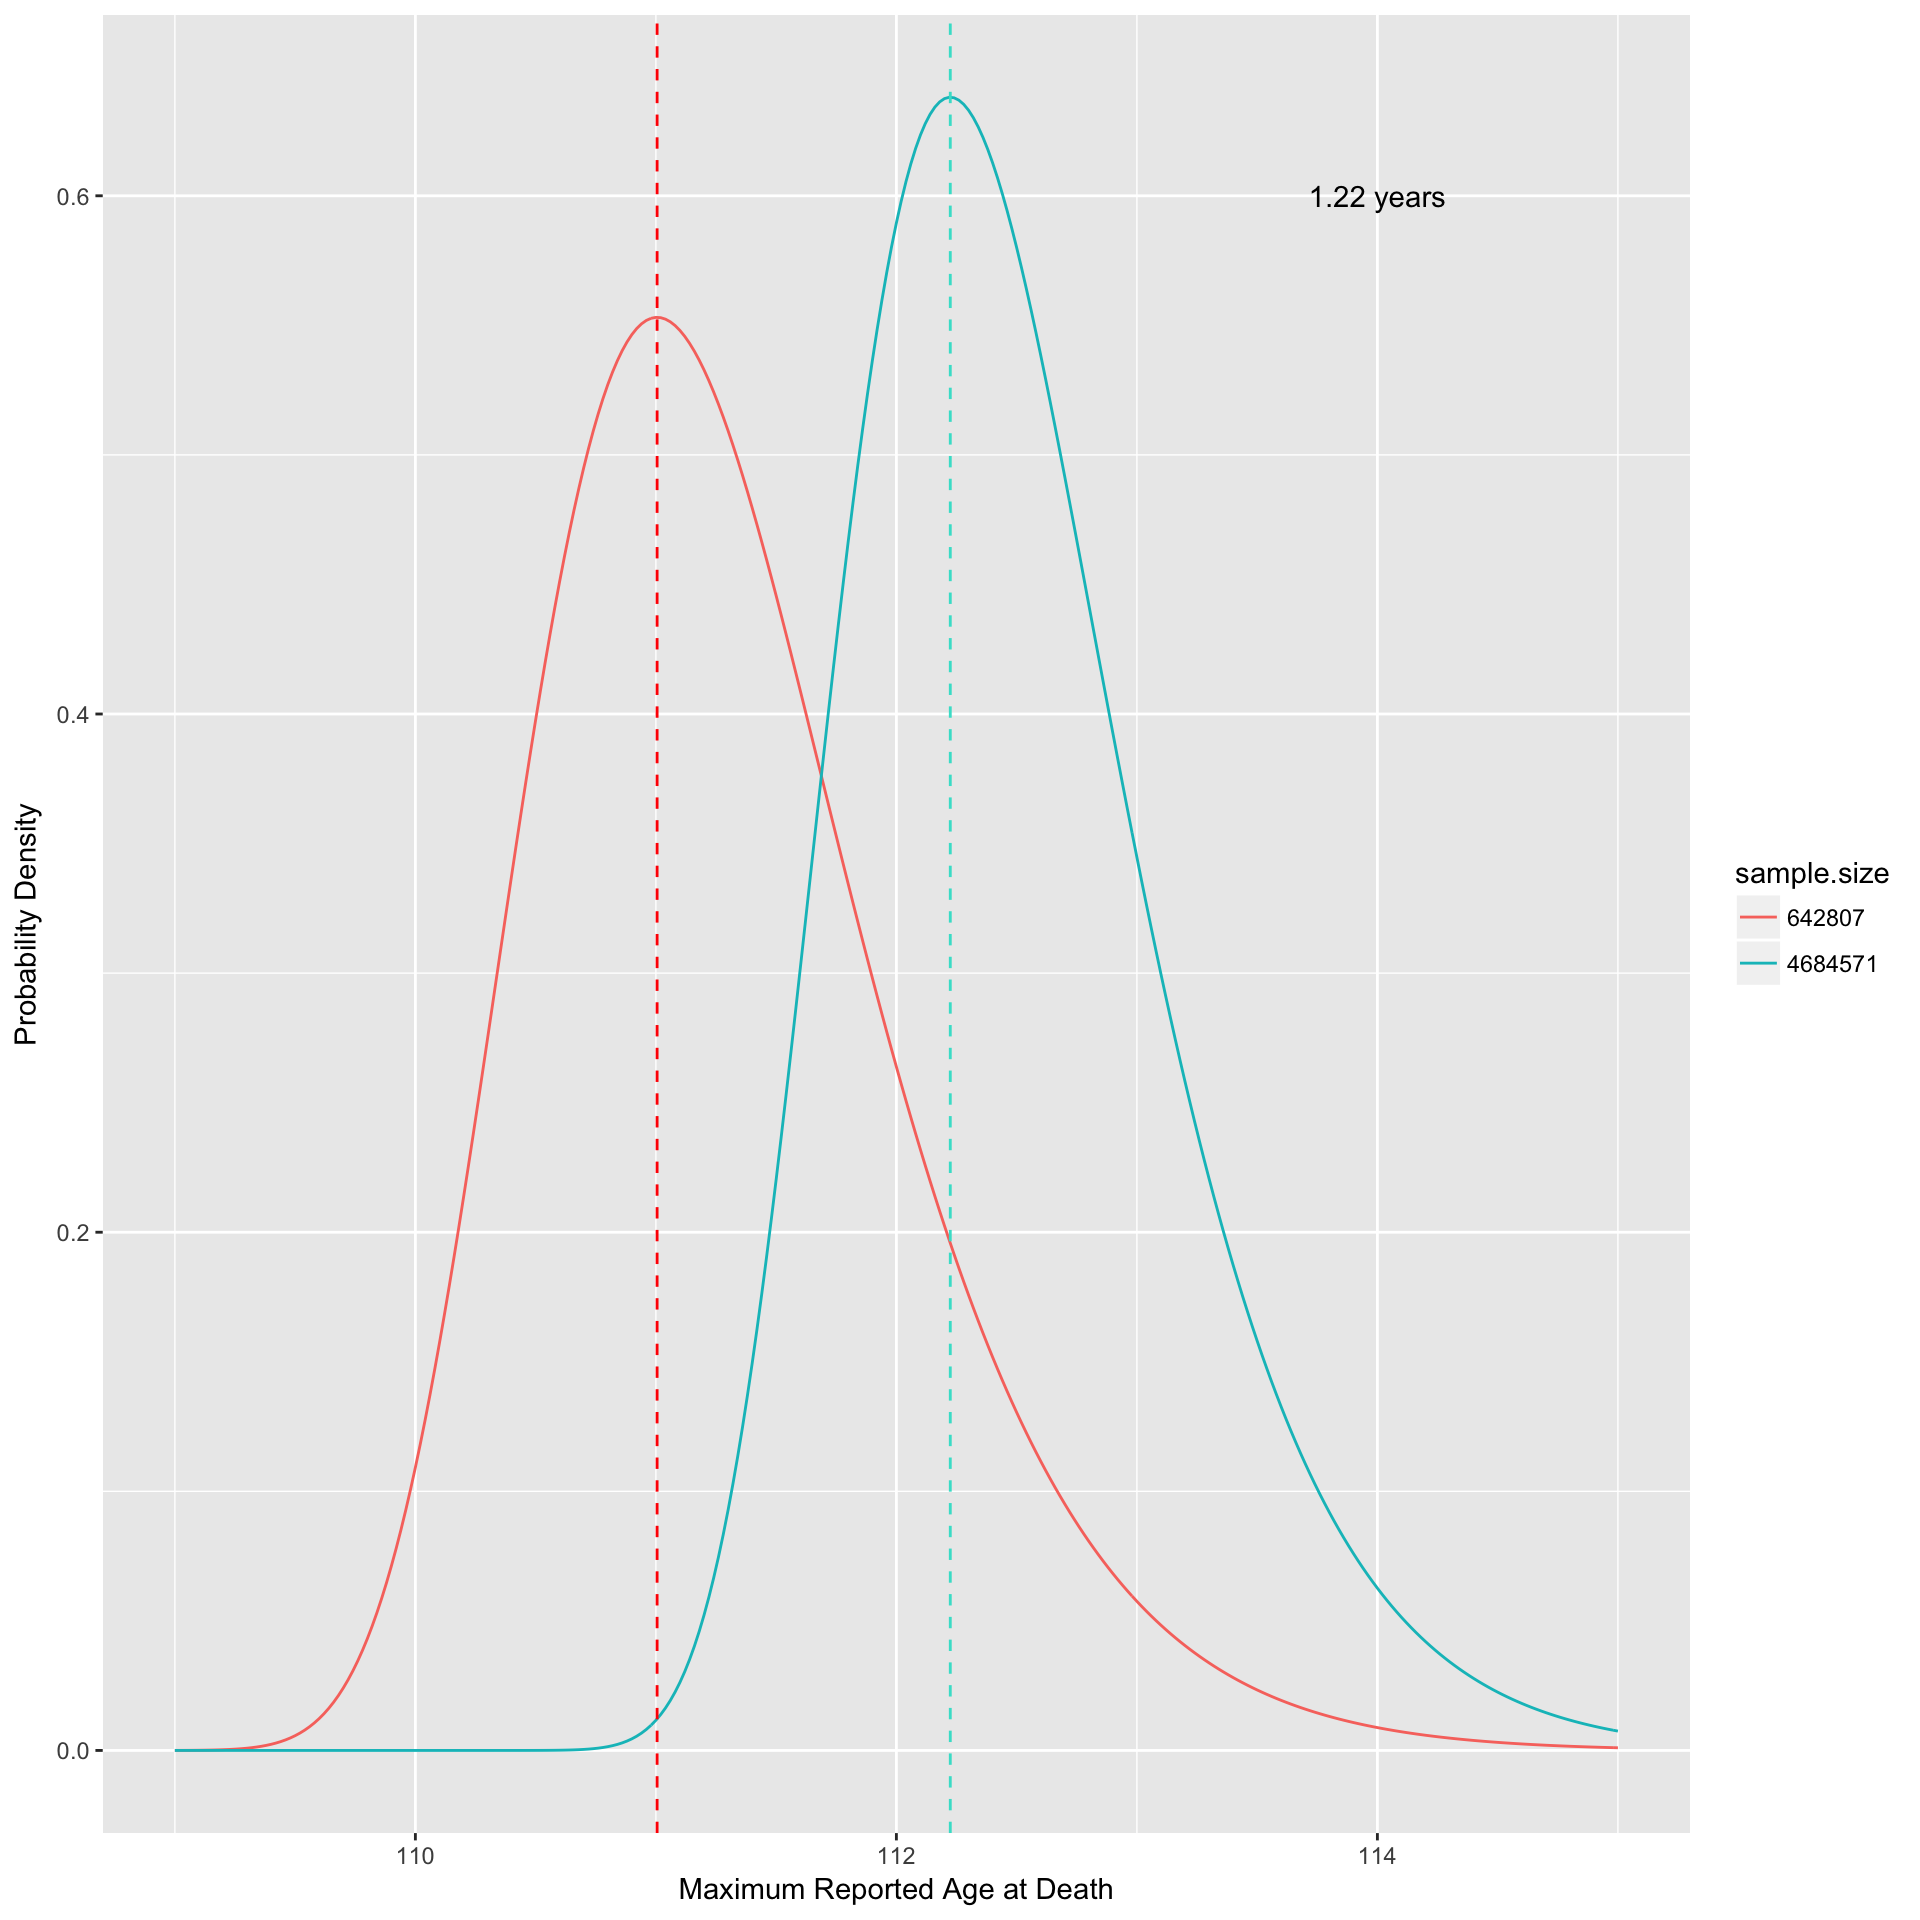 1.22 years
0.6
0.4
0.2
0.0
Probability Density
110
112
114
Maximum Reported Age at Death
sample.size
642807
4684571